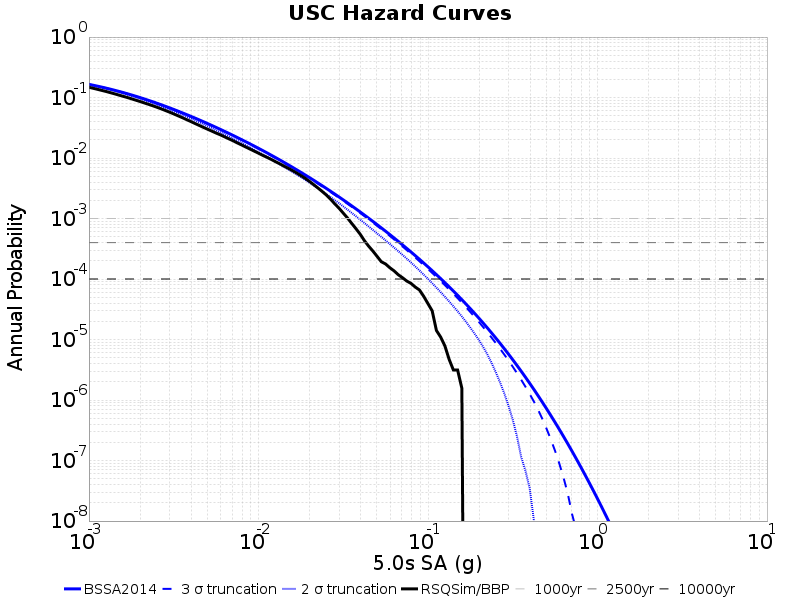 USC Hazard Curves
10^0
10^-1
10^-2
10^-3
10^-4
10^-5
10^-6
10^-7
10^-8
Annual Probability
10^-3 10^-2 10^-1 10^0 10^1
5.0s SA (g)
BSSA2014 3 σ truncation 2 σ truncation RSQSim/BBP 1000yr 2500yr 10000yr